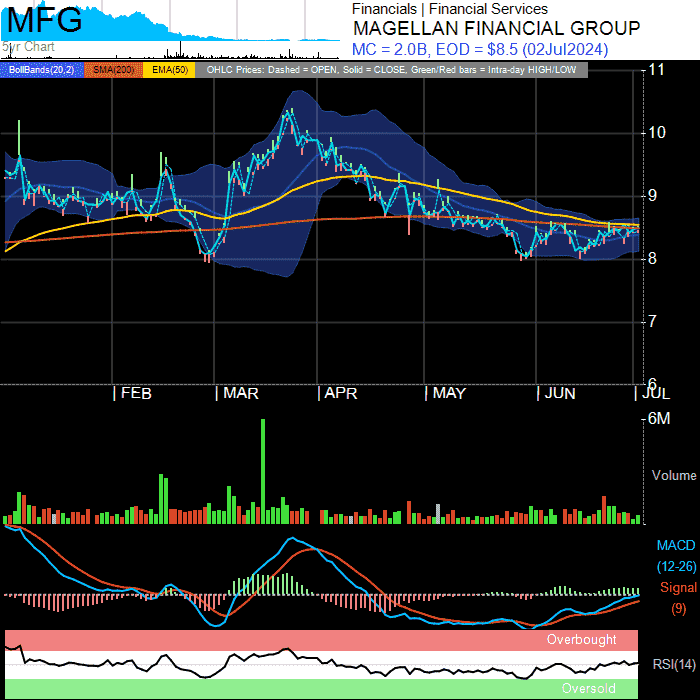 MFG
5yr Chart
Financials | Financial Services
MAGELLAN FINANCIAL GROUP
MC = 2.0B, EOD = $8.5 (02Jul2024)
BollBands(20,2) SMA(200) EMA(50) OHLC Prices: Dashed = OPEN, Solid = CLOSE, Green/Red bars = Intra-day HIGH/LOW
11
10
9
8
7
6
| FEB | MAR | APR | MAY | JUN | JUL
6M
Volume
MACD
(12-26)
Signal
(9)
Overbought
RSI(14)
Oversold